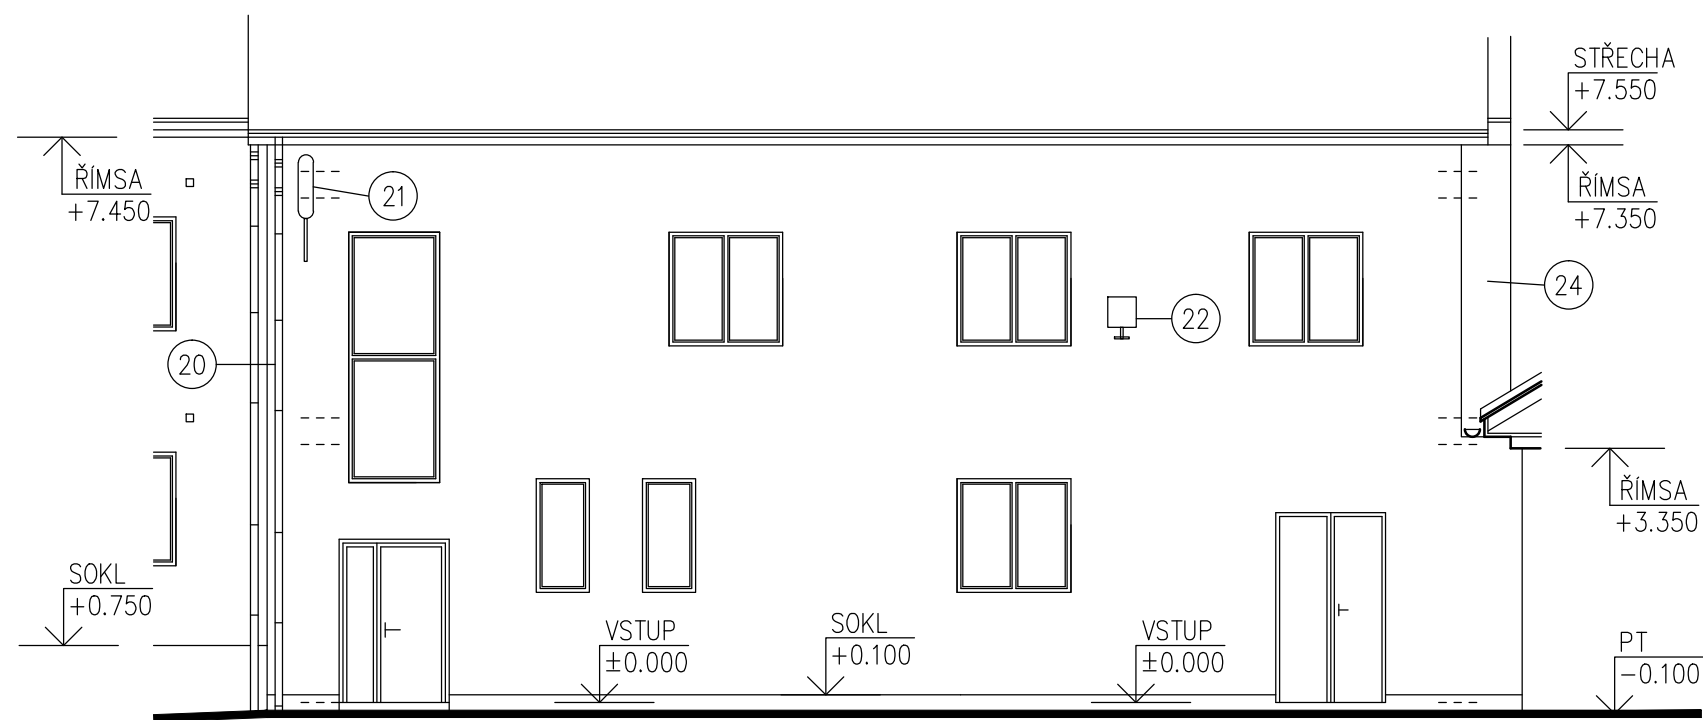 STŘECHA
+7.550
ŘÍMSA
+7.450
21
ŘÍMSA
+7.350
24
22
20
ŘÍMSA
+3.350
SOKL
+0.750
VSTUP
±0.000
SOKL
+0.100
VSTUP
±0.000
PT
-0.100